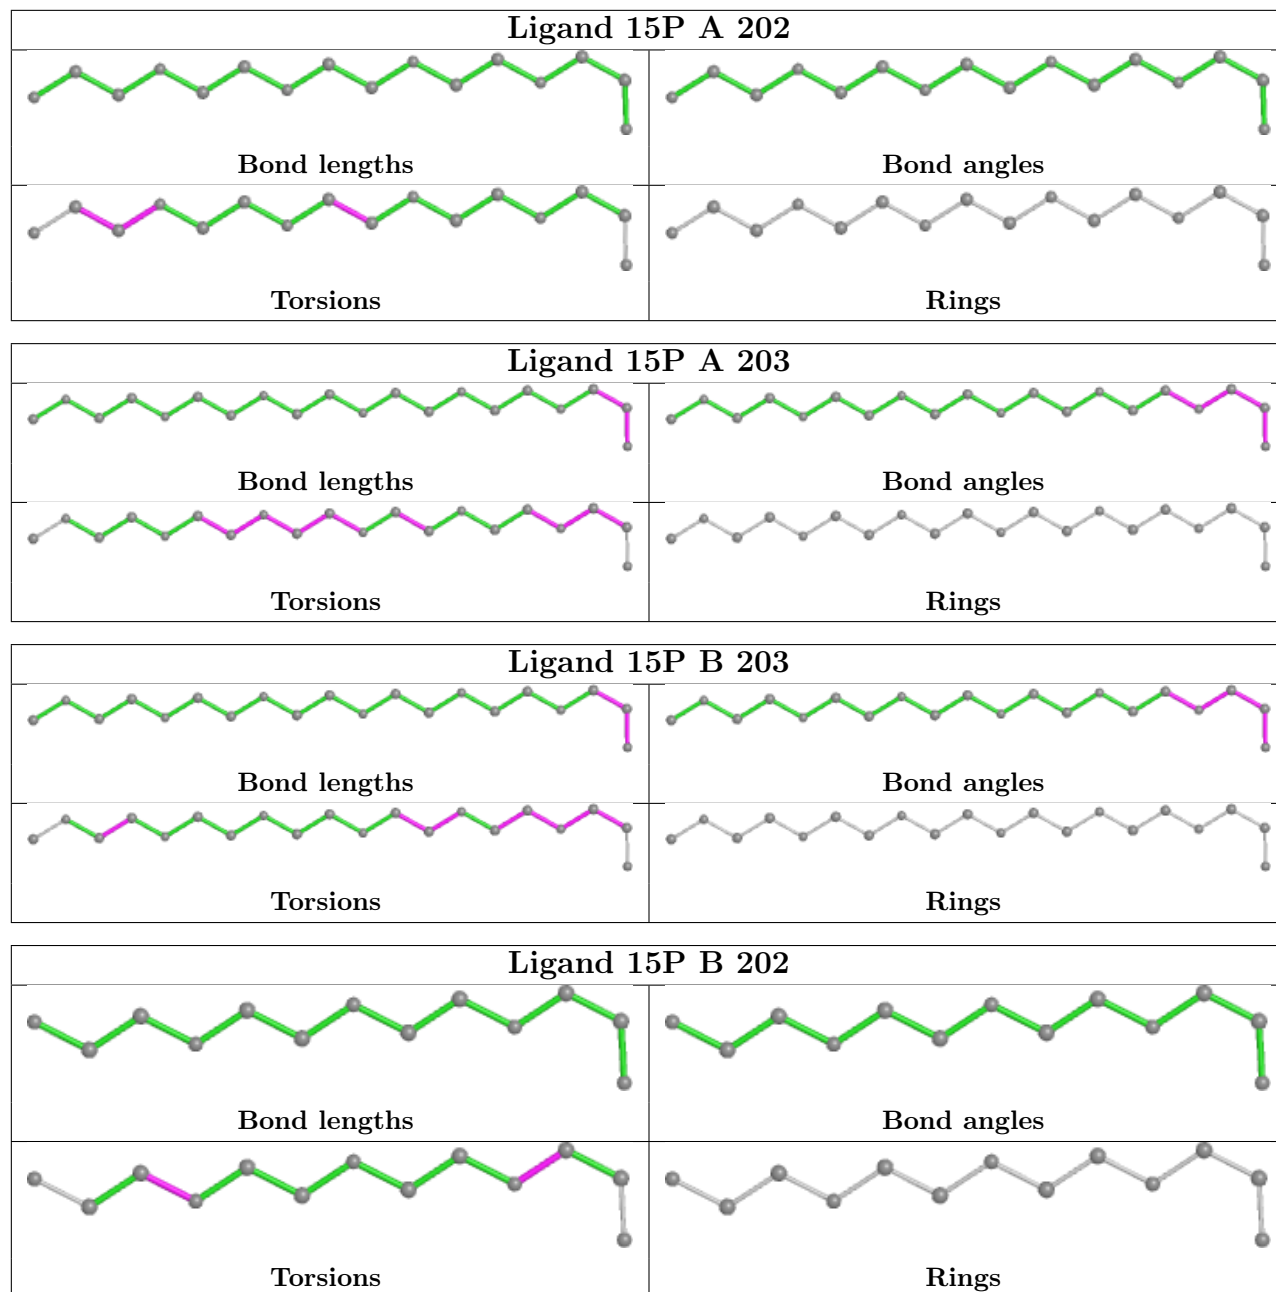 Ligand 15P A 202
Bond lengths
Bond angles
Torsions
Rings
Ligand 15P A 203
Bond lengths
Bond angles
Torsions
Rings
Ligand 15P B 203
Bond lengths
Bond angles
Torsions
Rings
Ligand 15P B 202
Bond lengths
Bond angles
Torsions
Rings